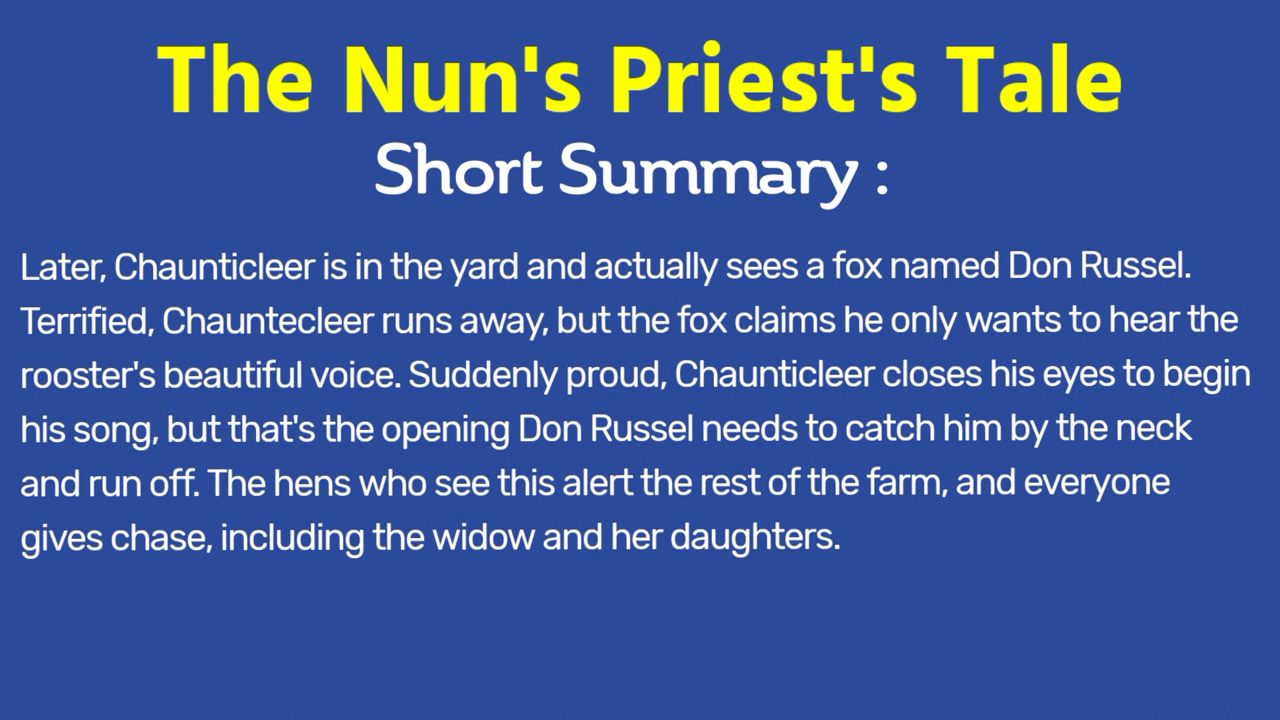 The Nun's Priest's Tale
Short Summary :
Later, Chaunticleer is in the yard and actually sees a fox named Don Russel.
Terrified, Chauntecleer runs away, but the fox claims he only wants to hear the
rooster's beautiful voice. Suddenly proud, Chaunticleer closes his eyes to begin
his song, but that's the opening Don Russel needs to catch him by the neck
and run off. The hens who see this alert the rest of the farm, and everyone
gives chase, including the widow and her daughters.